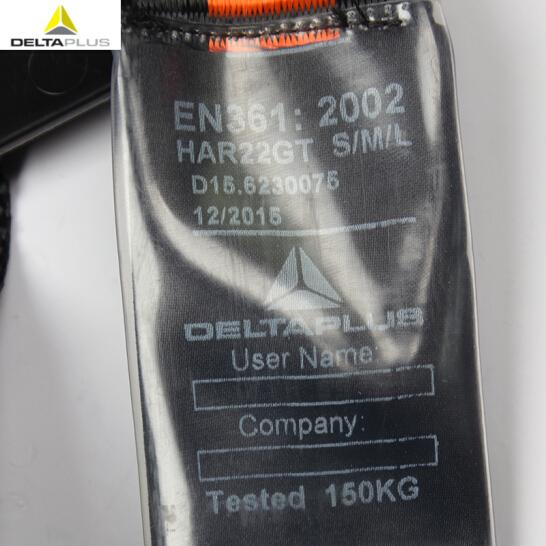 DELTAPLUS
EN361: 2002
HAR22GT S/M/L
D15.6230075
12/2015
DELTAPLUS
User Name:
Company:
Tested 150KG